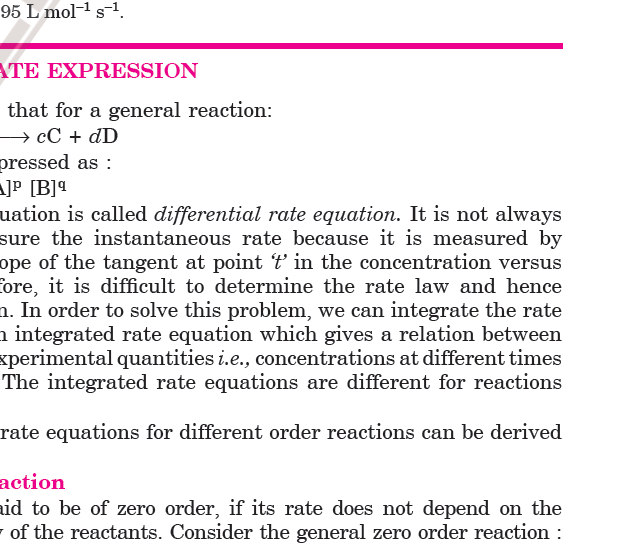 95 L mol⁻¹ s⁻¹.
ATE EXPRESSION
that for a general reaction:
⟶ cC + dD
pressed as :
A]ᵖ [B]ᑫ
uation is called differential rate equation. It is not always
sure the instantaneous rate because it is measured by
ope of the tangent at point ‘t’ in the concentration versus
fore, it is difficult to determine the rate law and hence
n. In order to solve this problem, we can integrate the rate
n integrated rate equation which gives a relation between
xperimental quantities i.e., concentrations at different times
The integrated rate equations are different for reactions
rate equations for different order reactions can be derived
action
aid to be of zero order, if its rate does not depend on the
y of the reactants. Consider the general zero order reaction :